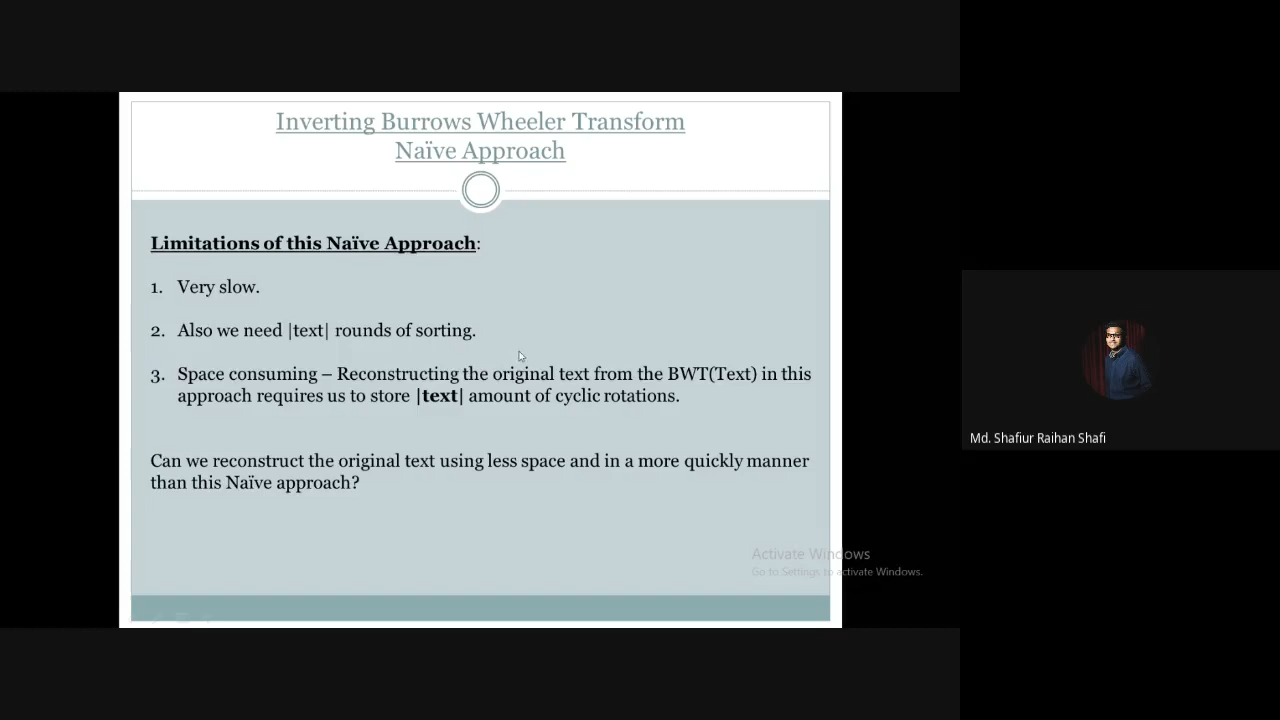 Inverting Burrows Wheeler Transform
Naïve Approach
Limitations of this Naïve Approach:
1. Very slow.
2. Also we need |text| rounds of sorting.
3. Space consuming – Reconstructing the original text from the BWT(Text) in this
approach requires us to store |text| amount of cyclic rotations.
Can we reconstruct the original text using less space and in a more quickly manner
than this Naïve approach?
Activate Windows
Go to Settings to activate Windows.
Md. Shafiur Raihan Shafi